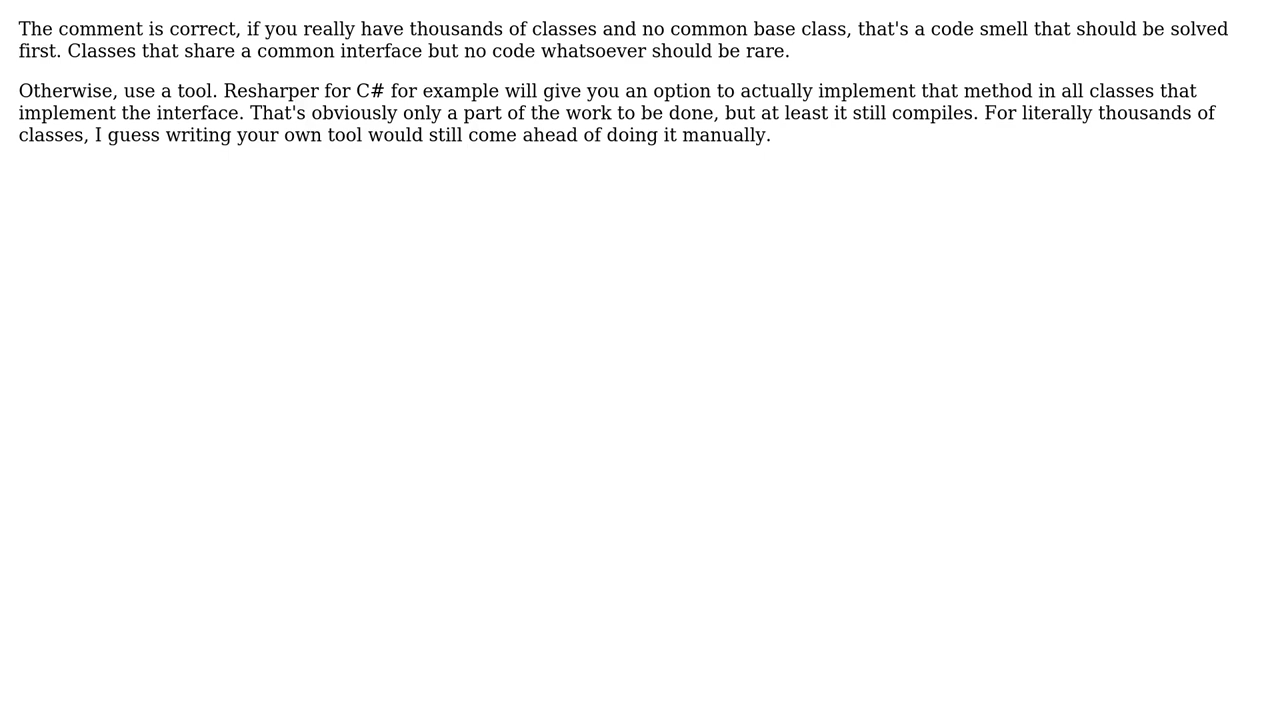 The comment is correct, if you really have thousands of classes and no common base class, that's a code smell that should be solved
first. Classes that share a common interface but no code whatsoever should be rare.
Otherwise, use a tool. Resharper for C# for example will give you an option to actually implement that method in all classes that
implement the interface. That's obviously only a part of the work to be done, but at least it still compiles. For literally thousands of
classes, I guess writing your own tool would still come ahead of doing it manually.